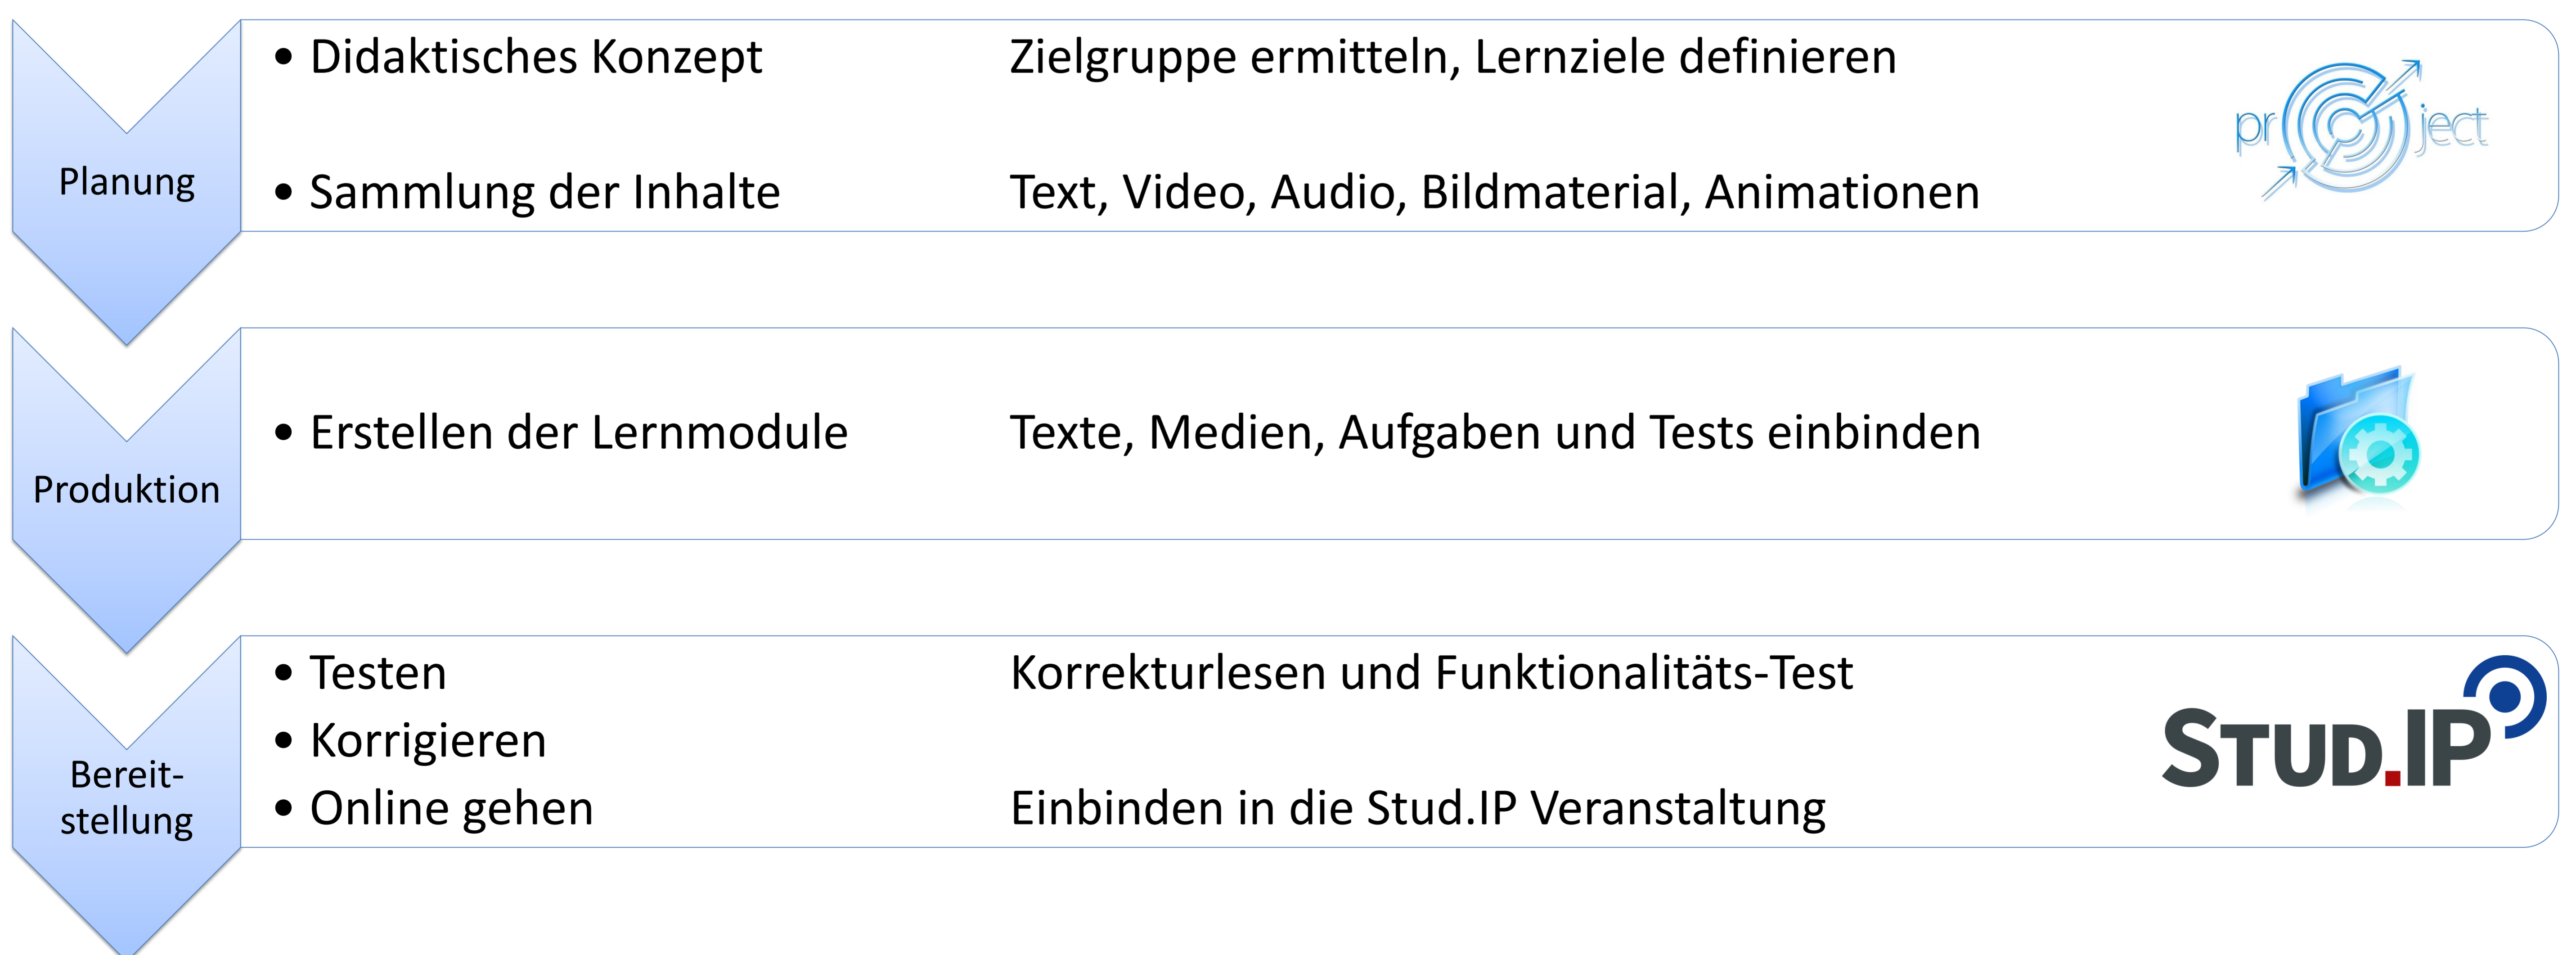 Planung
• Didaktisches Konzept Zielgruppe ermitteln, Lernziele definieren
• Sammlung der Inhalte Text, Video, Audio, Bildmaterial, Animationen
project
Produktion
• Erstellen der Lernmodule Texte, Medien, Aufgaben und Tests einbinden
Bereit-
stellung
• Testen Korrekturlesen und Funktionalitäts-Test
• Korrigieren
• Online gehen Einbinden in die Stud.IP Veranstaltung
STUD.IP